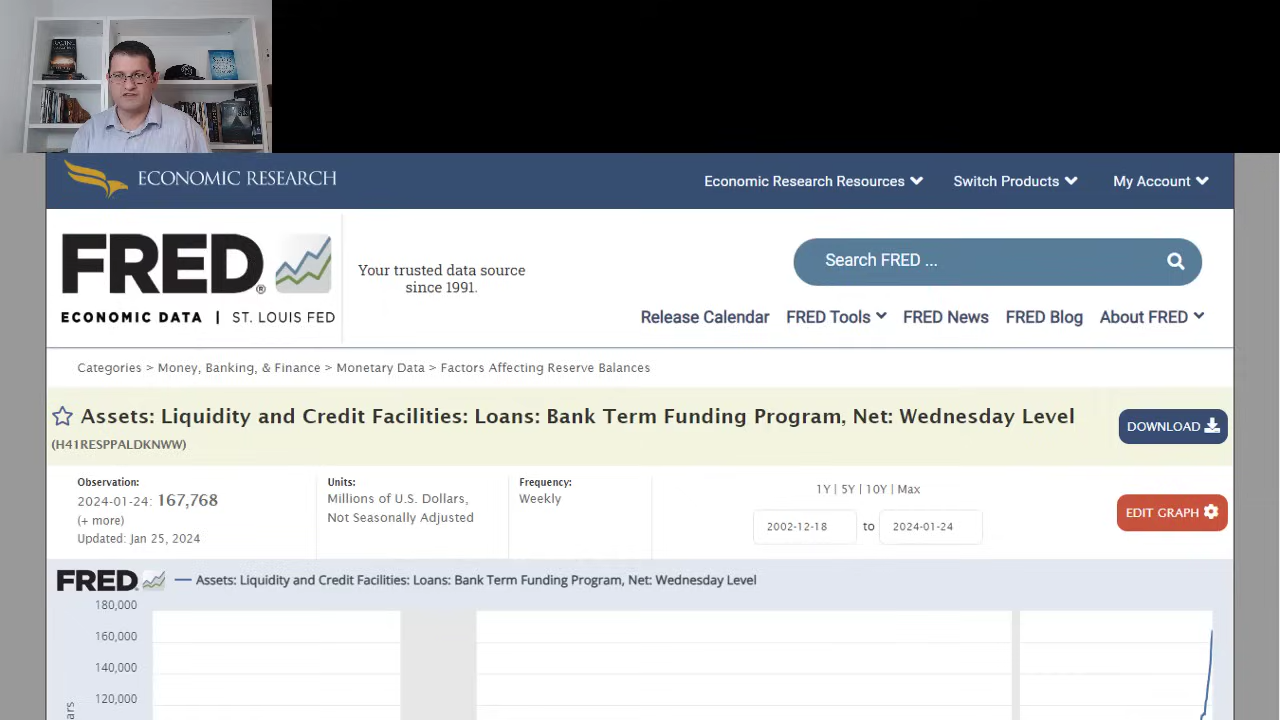 ECONOMIC RESEARCH
Economic Research Resources
Switch Products
My Account
FRED®
ECONOMIC DATA | ST. LOUIS FED
Your trusted data source
since 1991.
Search FRED ...
Release Calendar
FRED Tools
FRED News
FRED Blog
About FRED
Categories > Money, Banking, & Finance > Monetary Data > Factors Affecting Reserve Balances
Assets: Liquidity and Credit Facilities: Loans: Bank Term Funding Program, Net: Wednesday Level
(H41RESPPALDKNWW)
DOWNLOAD
Observation:
2024-01-24: 167,768
(+ more)
Updated: Jan 25, 2024
Units:
Millions of U.S. Dollars,
Not Seasonally Adjusted
Frequency:
Weekly
1Y | 5Y | 10Y | Max
2002-12-18 to 2024-01-24
EDIT GRAPH
FRED
Assets: Liquidity and Credit Facilities: Loans: Bank Term Funding Program, Net: Wednesday Level
180,000
160,000
140,000
120,000